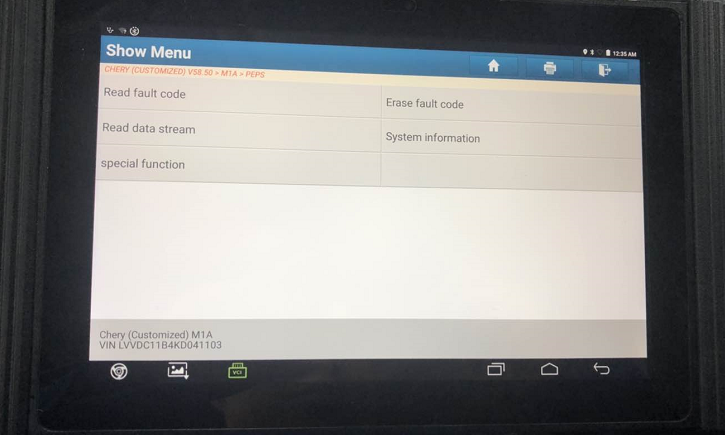 12:35 AM
Show Menu
CHERY (CUSTOMIZED) V58.50 > M1A > PEPS
Read fault code
Erase fault code
Read data stream
System information
special function
Chery (Customized) M1A
VIN LVVDC11B4KD041103
VCI